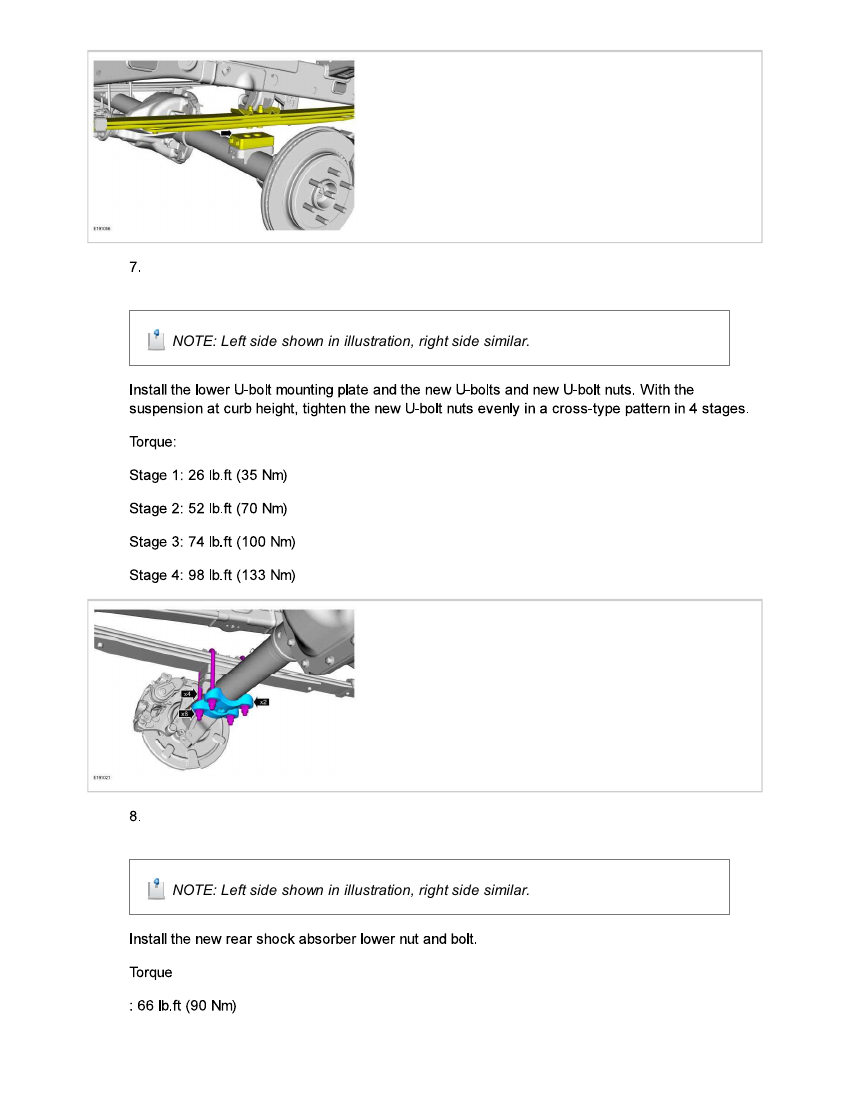 E191086
7.
NOTE: Left side shown in illustration, right side similar.
Install the lower U-bolt mounting plate and the new U-bolts and new U-bolt nuts. With the
suspension at curb height, tighten the new U-bolt nuts evenly in a cross-type pattern in 4 stages.
Torque:
Stage 1: 26 lb.ft (35 Nm)
Stage 2: 52 lb.ft (70 Nm)
Stage 3: 74 lb.ft (100 Nm)
Stage 4: 98 lb.ft (133 Nm)
x4
x2
x8
E191021
8.
NOTE: Left side shown in illustration, right side similar.
Install the new rear shock absorber lower nut and bolt.
Torque
: 66 lb.ft (90 Nm)